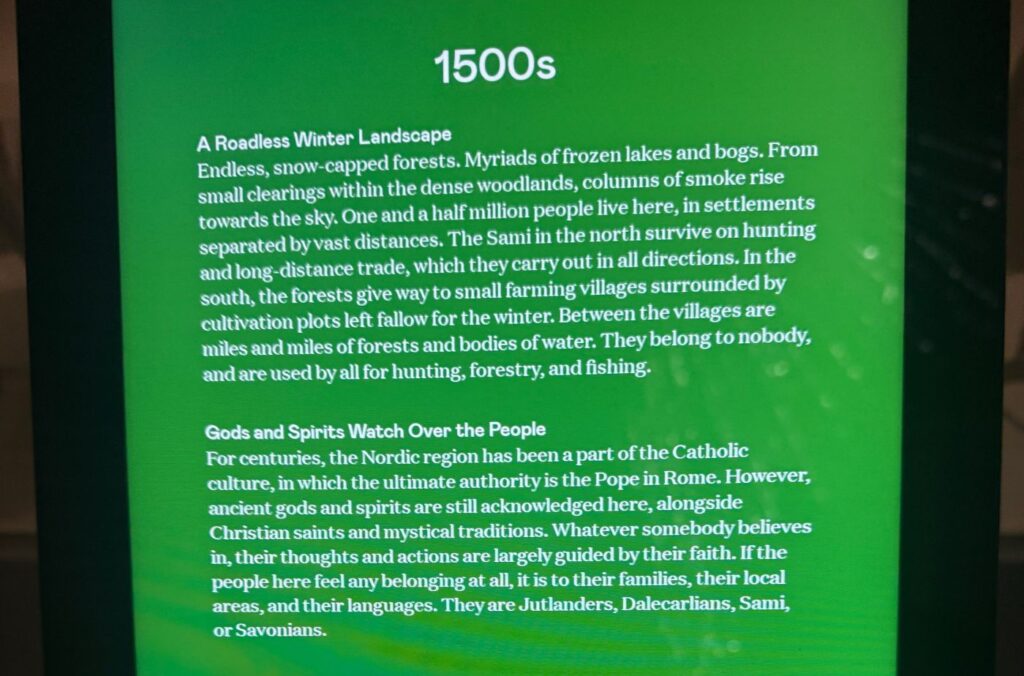 1500s
A Roadless Winter Landscape
Endless, snow-capped forests. Myriads of frozen lakes and bogs. From
small clearings within the dense woodlands, columns of smoke rise
towards the sky. One and a half million people live here, in settlements
separated by vast distances. The Sami in the north survive on hunting
and long-distance trade, which they carry out in all directions. In the
south, the forests give way to small farming villages surrounded by
cultivation plots left fallow for the winter. Between the villages are
miles and miles of forests and bodies of water. They belong to nobody,
and are used by all for hunting, forestry, and fishing.
Gods and Spirits Watch Over the People
For centuries, the Nordic region has been a part of the Catholic
culture, in which the ultimate authority is the Pope in Rome. However,
ancient gods and spirits are still acknowledged here, alongside
Christian saints and mystical traditions. Whatever somebody believes
in, their thoughts and actions are largely guided by their faith. If the
people here feel any belonging at all, it is to their families, their local
areas, and their languages. They are Jutlanders, Dalecarlians, Sami,
or Savonians.